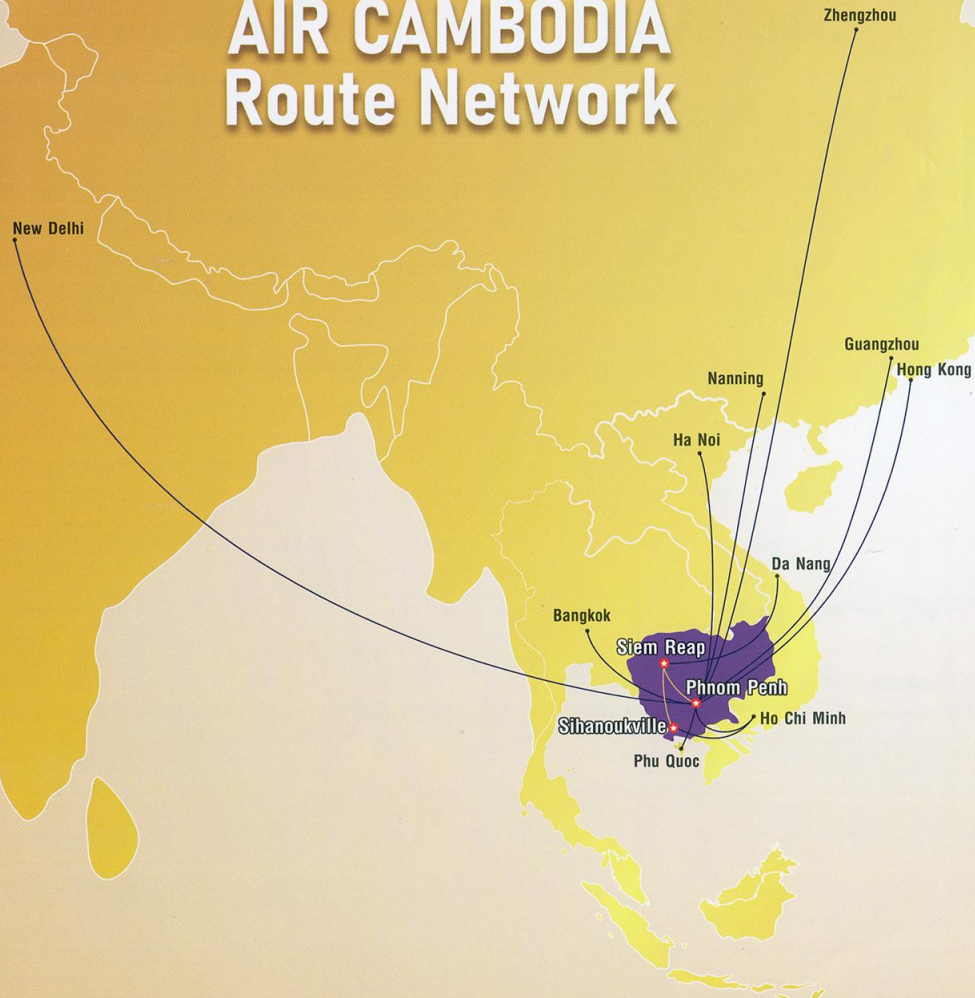 AIR CAMBODIA
Route Network
Zhengzhou
New Delhi
Guangzhou
Hong Kong
Nanning
Ha Noi
Da Nang
Bangkok
Siem Reap
Phnom Penh
Ho Chi Minh
Sihanoukville
Phu Quoc